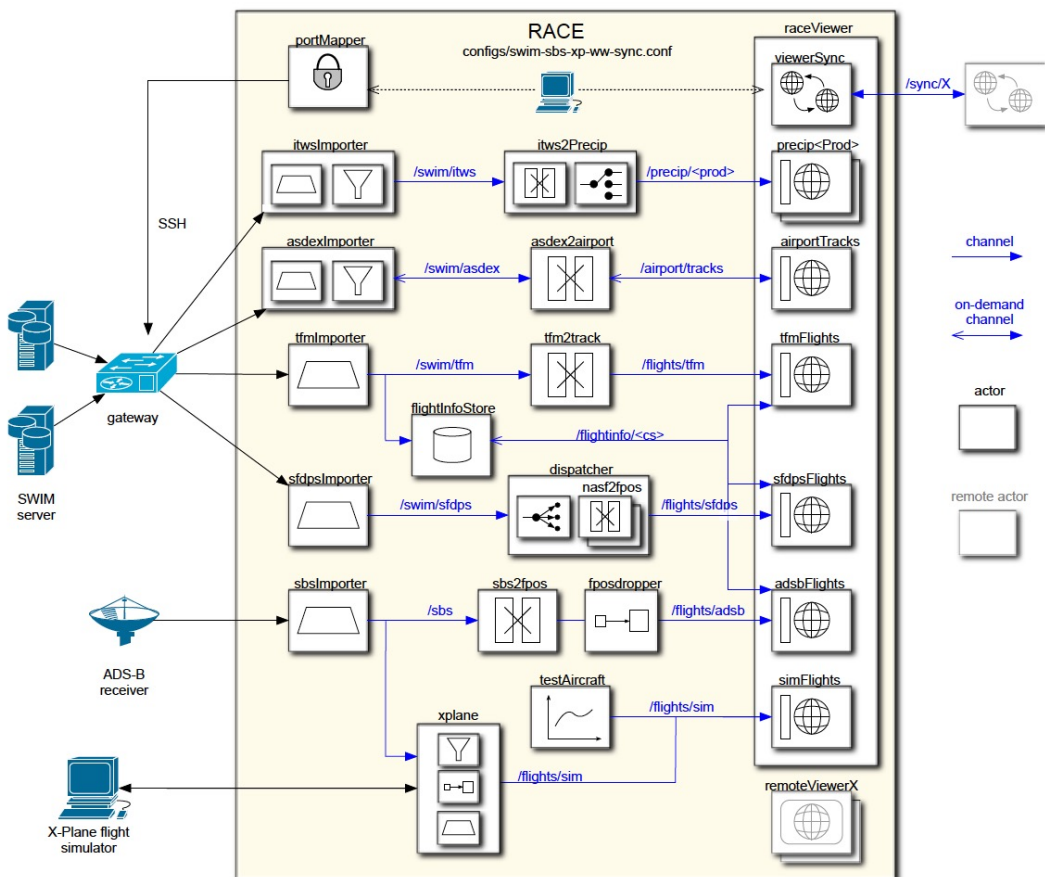 RACE
configs/swim-sbs-xp-ww-sync.conf
raceViewer
portMapper
viewerSync
/sync/X
itwsImporter
/swim/itws
itws2Precip
/precip/<prod>
precip<Prod>
SSH
asdexImporter
/swim/asdex
asdex2airport
/airport/tracks
airportTracks
channel
on-demand
channel
tfmImporter
/swim/tfm
tfm2track
/flights/tfm
tfmFlights
gateway
flightInfoStore
/flightinfo/<cs>
actor
SWIM
server
sfdpsImporter
/swim/sfdps
dispatcher
nasf2fpos
/flights/sfdps
sfdpsFlights
remote actor
sbsImporter
/sbs
sbs2fpos
fposdropper
/flights/adsb
adsbFlights
ADS-B
receiver
testAircraft
/flights/sim
simFlights
xplane
/flights/sim
remoteViewerX
X-Plane flight
simulator